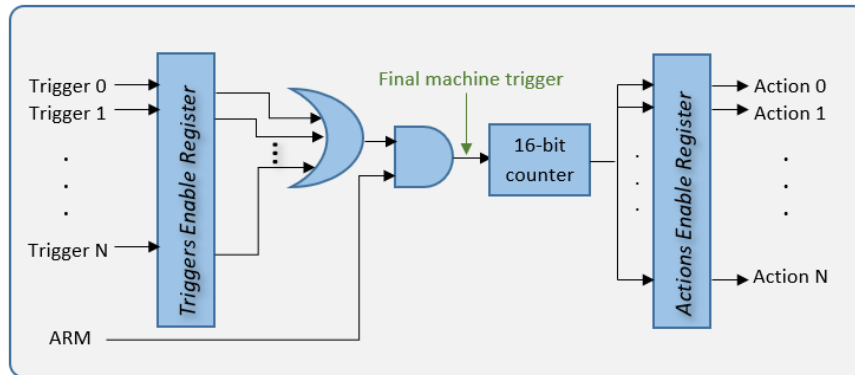 Trigger 0
Trigger 1
Trigger N
ARM
Triggers Enable Register
Final machine trigger
16-bit
counter
Actions Enable Register
Action 0
Action 1
Action N